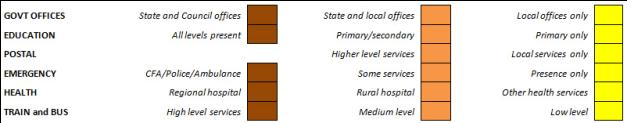 GOVT OFFICES State and Council offices State and local offices Local offices only
EDUCATION All levels present Primary/secondary Primary only
POSTAL Higher level services Local services only
EMERGENCY CFA/Police/Ambulance Some services Presence only
HEALTH Regional hospital Rural hospital Other health services
TRAIN and BUS High level services Medium level Low level